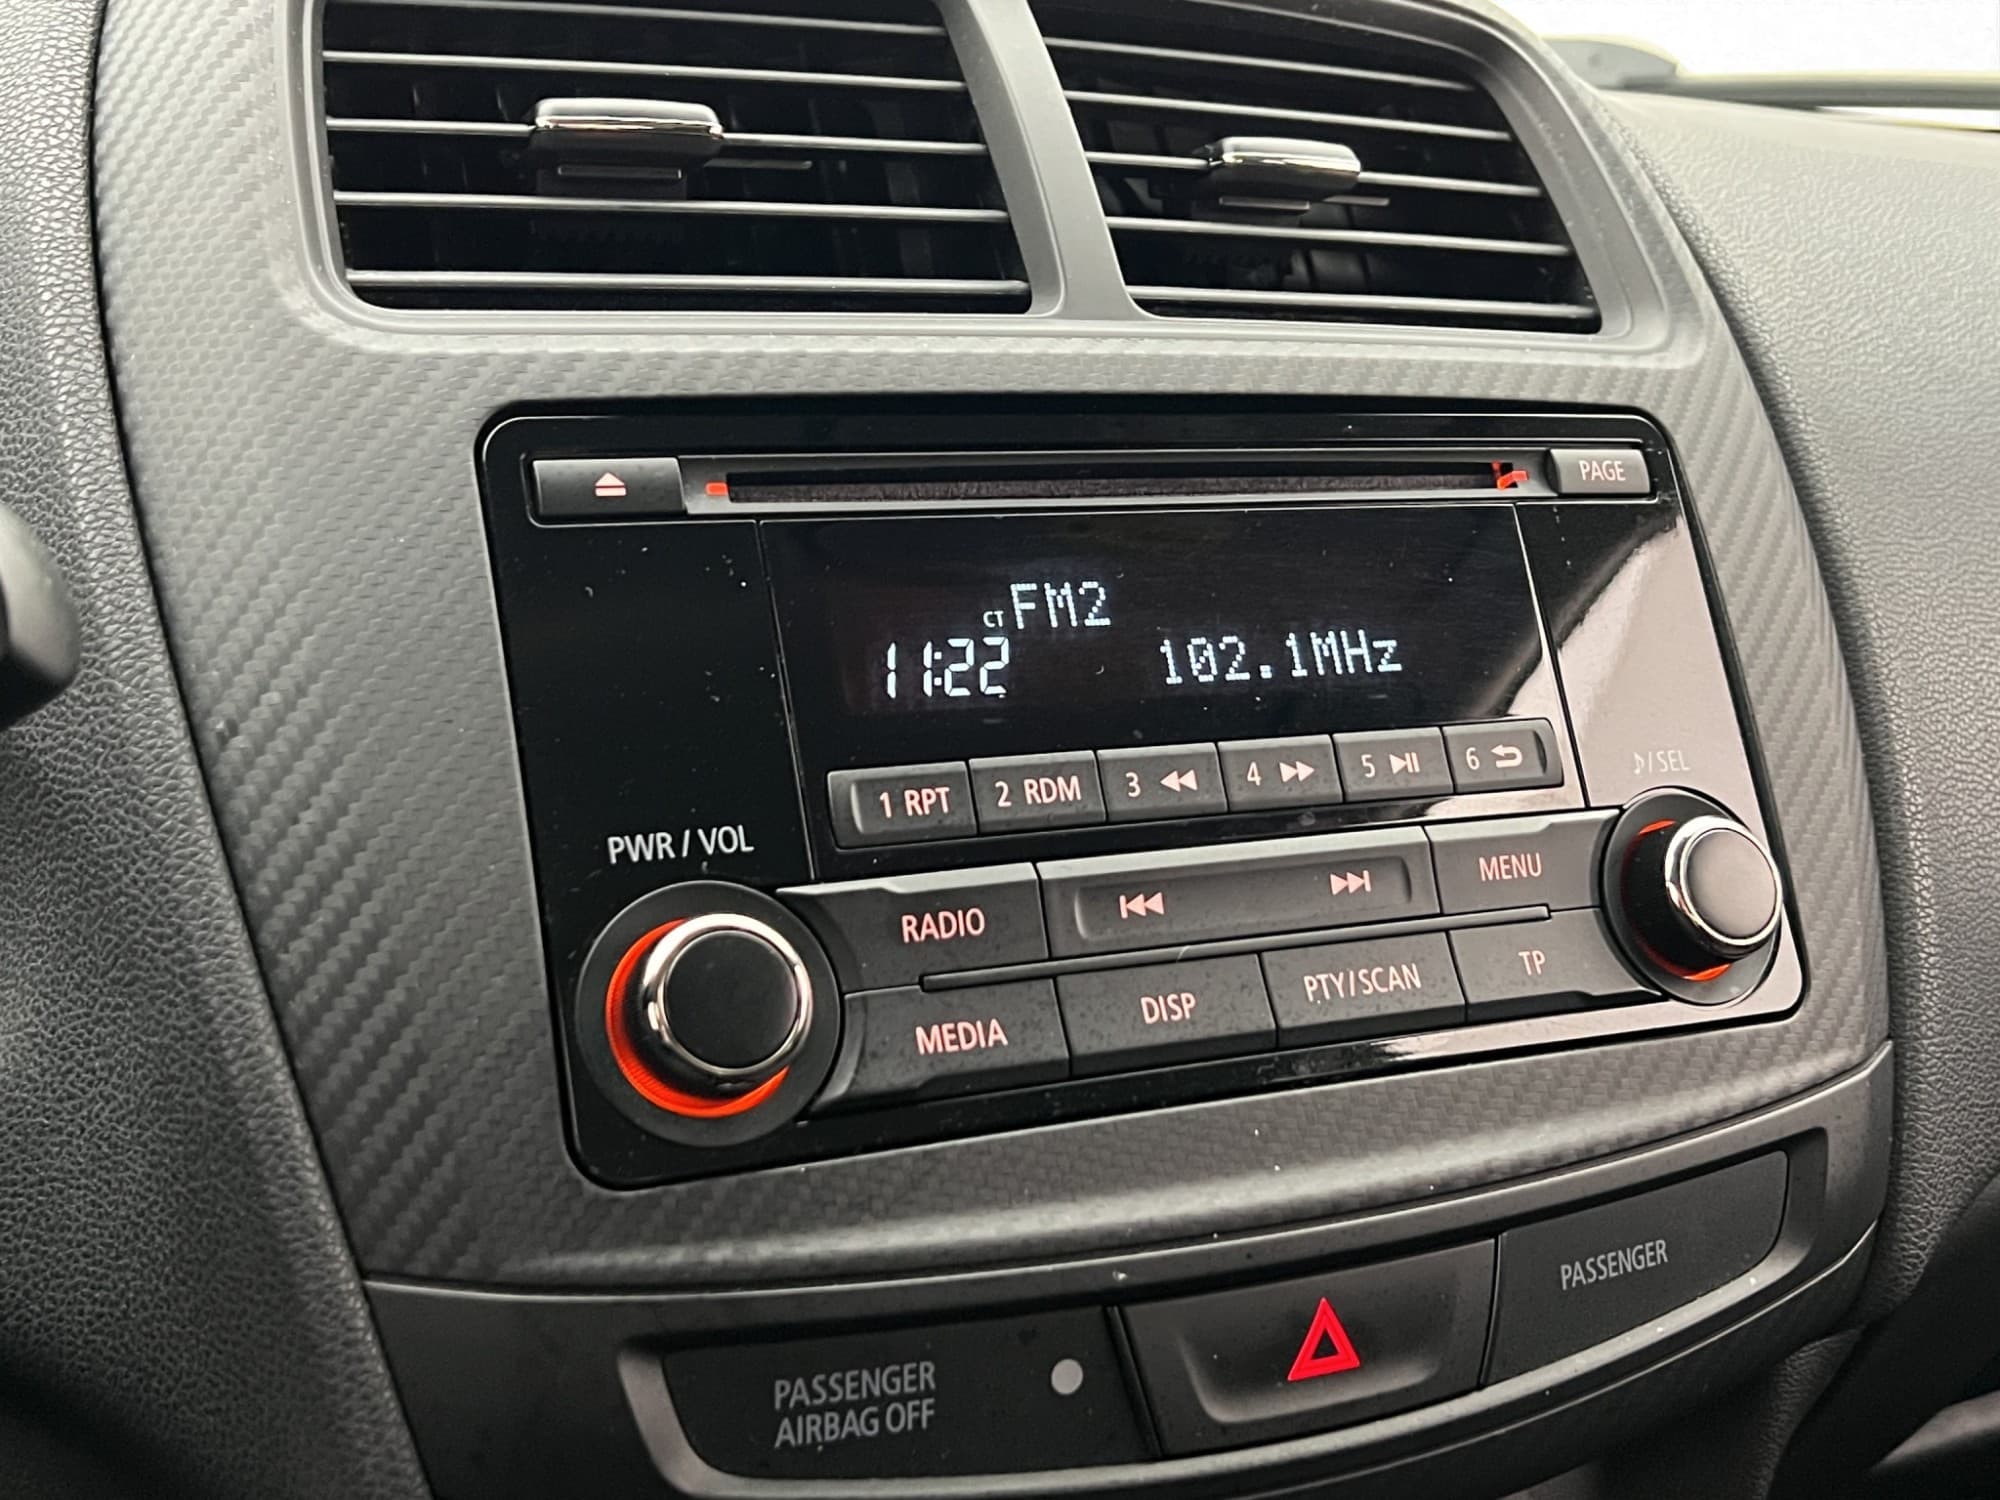 PAGE
CT FM2
11:22 102.1MHz
1 RPT 2 RDM 3 4 5 6
♪/SEL
PWR / VOL
RADIO MENU
MEDIA DISP PTY/SCAN TP
PASSENGER
PASSENGER
AIRBAG OFF